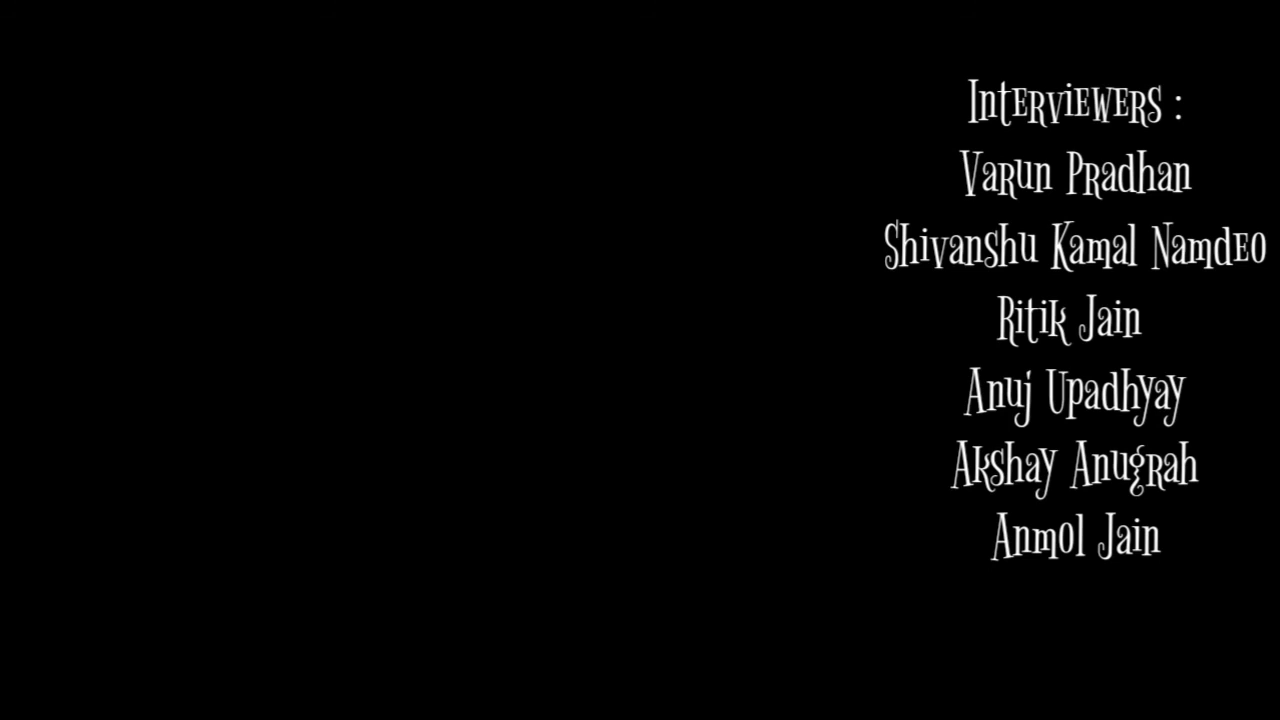 Interviewers :
Varun Pradhan
Shivanshu Kamal Namdeo
Ritik Jain
Anuj Upadhyay
Akshay Anugrah
Anmol Jain